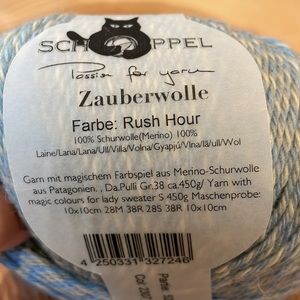 SCHOPPEL
Passion for yarn
Zauberwolle
Farbe: Rush Hour
100% Schurwolle(Merino) 100%
Laine/Lana/Lana/Ull/Villa/Volna/Gyapjú/Vlna/lã/ull/Wol
Garn mit magischem Farbspiel aus Merino-Schurwolle
aus Patagonien. , Da.Pulli Gr.38 ca.450g/ Yarn with
magic colours for lady sweater S 450g Maschenprobe:
10x10cm 28M 38R 28S 38R 10x10cm
4 250331 327246